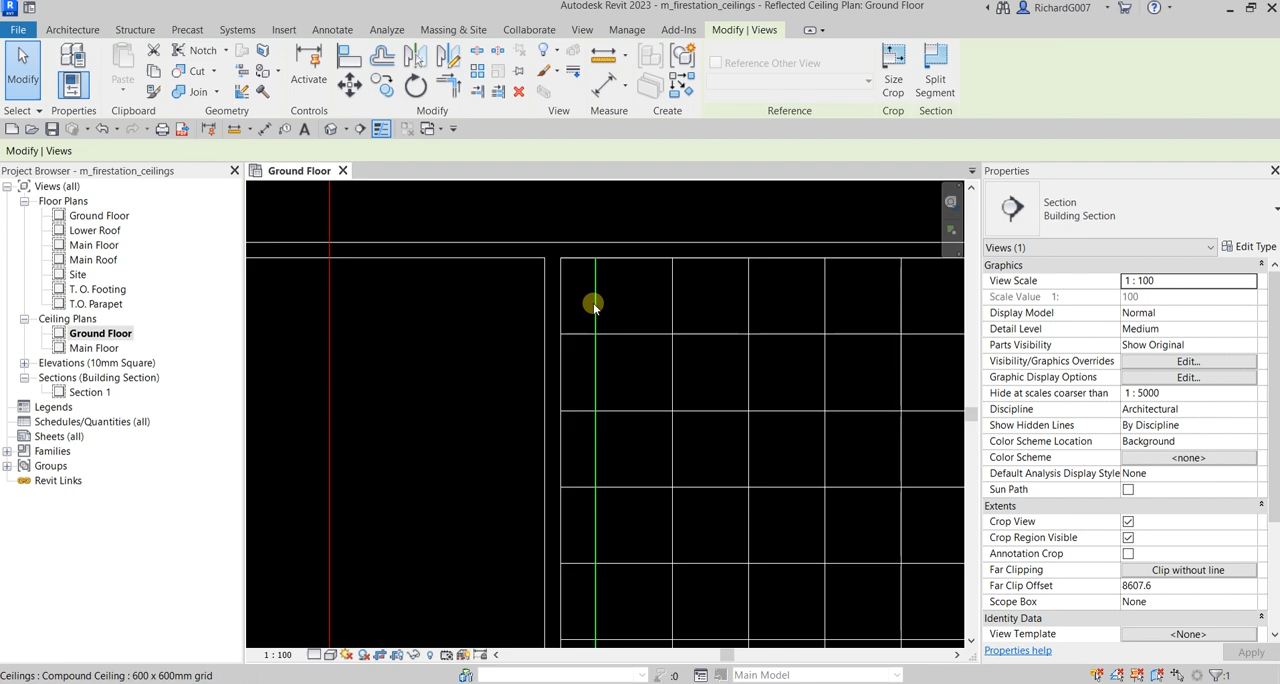 Autodesk Revit 2023 - m_firestation_ceilings - Reflected Ceiling Plan: Ground Floor
RichardG007
File Architecture Structure Precast Systems Insert Annotate Analyze Massing & Site Collaborate View Manage Add-Ins Modify | Views
Modify
Paste
Notch
Cut
Join
Activate
Reference Other View
Size Crop
Split Segment
Select Properties Clipboard Geometry Controls Modify View Measure Create Reference Crop Section
Modify | Views
Project Browser - m_firestation_ceilings
Views (all)
Floor Plans
Ground Floor
Lower Roof
Main Floor
Main Roof
Site
T. O. Footing
T.O. Parapet
Ceiling Plans
Ground Floor
Main Floor
Elevations (10mm Square)
Sections (Building Section)
Section 1
Legends
Schedules/Quantities (all)
Sheets (all)
Families
Groups
Revit Links
Ground Floor
1 : 100
Properties
Section
Building Section
Views (1)
Edit Type
Graphics
View Scale 1 : 100
Scale Value 1: 100
Display Model Normal
Detail Level Medium
Parts Visibility Show Original
Visibility/Graphics Overrides Edit...
Graphic Display Options Edit...
Hide at scales coarser than 1 : 5000
Discipline Architectural
Show Hidden Lines By Discipline
Color Scheme Location Background
Color Scheme <none>
Default Analysis Display Style None
Sun Path
Extents
Crop View
Crop Region Visible
Annotation Crop
Far Clipping Clip without line
Far Clip Offset 8607.6
Scope Box None
Identity Data
View Template <None>
Properties help
Apply
Ceilings : Compound Ceiling : 600 x 600mm grid
:0
Main Model
:1